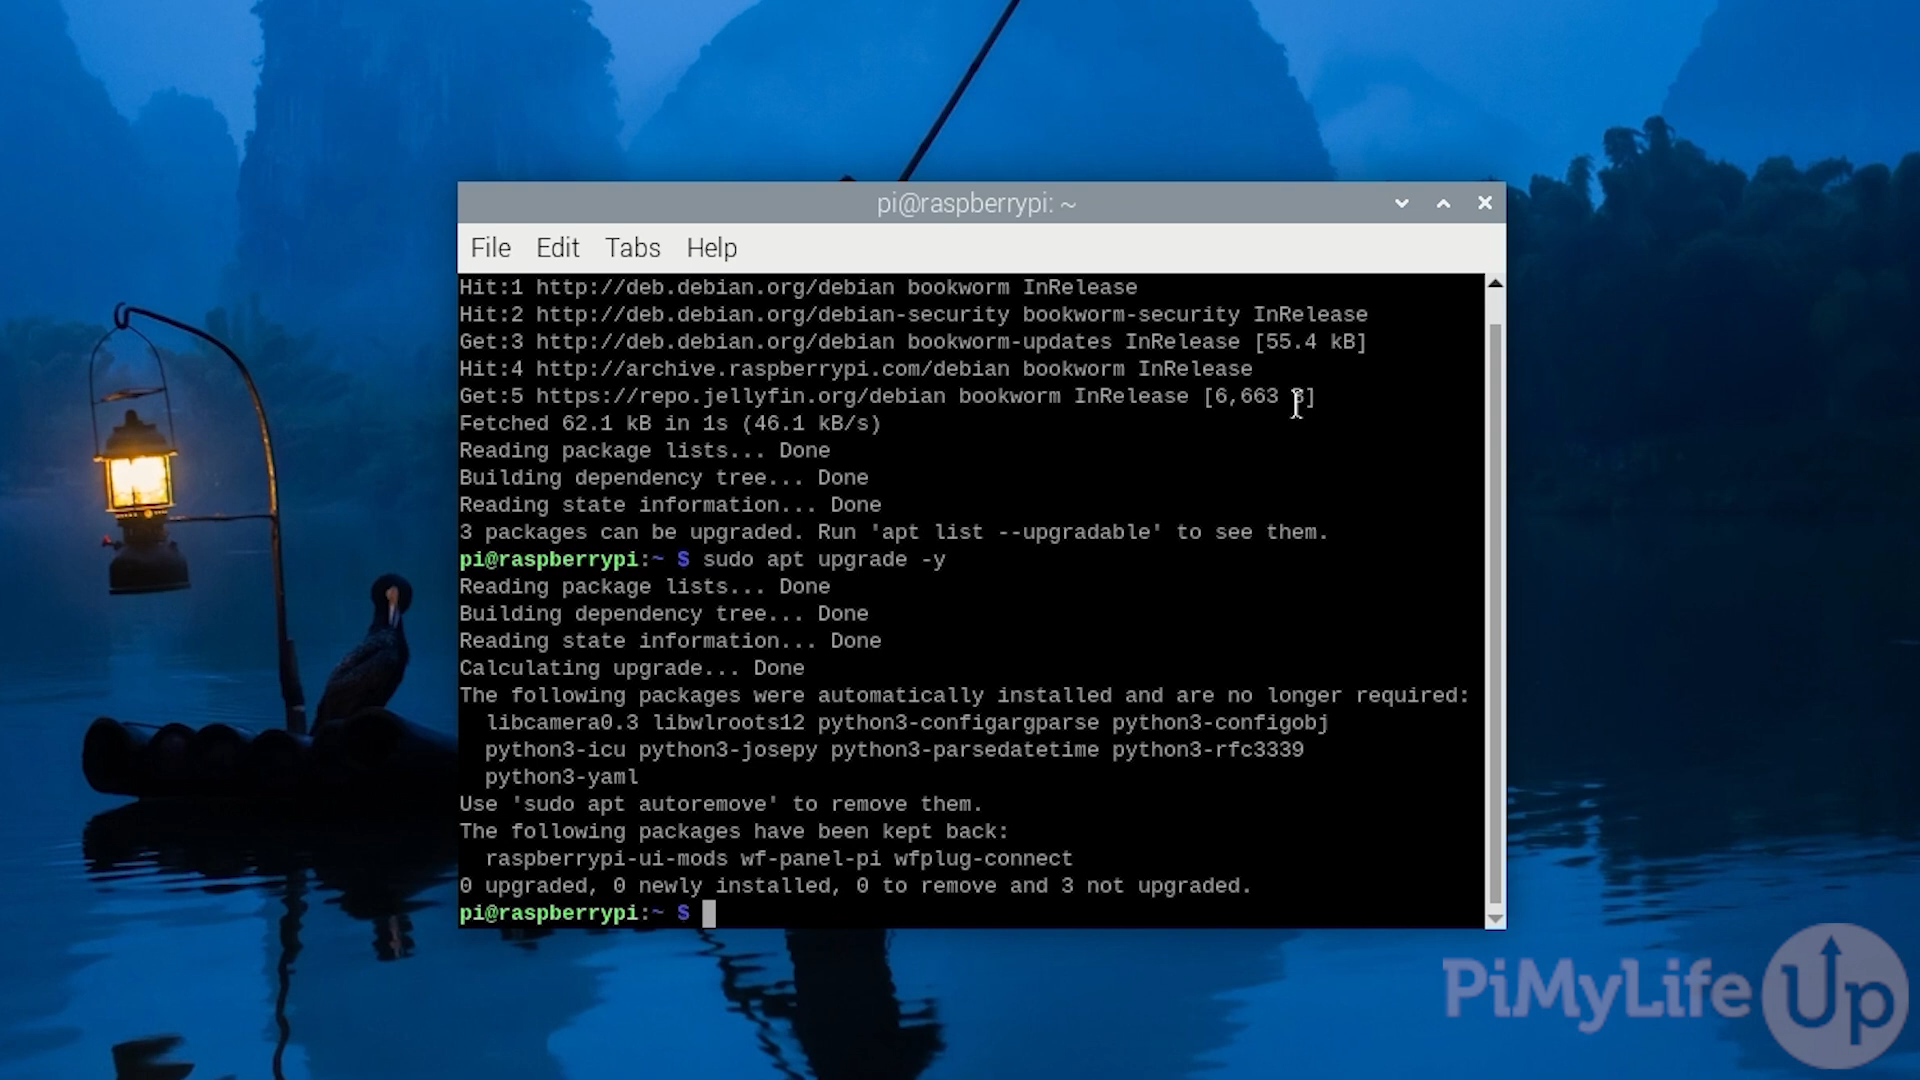 pi@raspberrypi: ~
File Edit Tabs Help
Hit:1 http://deb.debian.org/debian bookworm InRelease
Hit:2 http://deb.debian.org/debian-security bookworm-security InRelease
Get:3 http://deb.debian.org/debian bookworm-updates InRelease [55.4 kB]
Hit:4 http://archive.raspberrypi.com/debian bookworm InRelease
Get:5 https://repo.jellyfin.org/debian bookworm InRelease [6,663 B]
Fetched 62.1 kB in 1s (46.1 kB/s)
Reading package lists... Done
Building dependency tree... Done
Reading state information... Done
3 packages can be upgraded. Run 'apt list --upgradable' to see them.
pi@raspberrypi:~ $ sudo apt upgrade -y
Reading package lists... Done
Building dependency tree... Done
Reading state information... Done
Calculating upgrade... Done
The following packages were automatically installed and are no longer required:
  libcamera0.3 libwlroots12 python3-configargparse python3-configobj
  python3-icu python3-josepy python3-parsedatetime python3-rfc3339
  python3-yaml
Use 'sudo apt autoremove' to remove them.
The following packages have been kept back:
  raspberrypi-ui-mods wf-panel-pi wfplug-connect
0 upgraded, 0 newly installed, 0 to remove and 3 not upgraded.
pi@raspberrypi:~ $
PiMyLifeUp